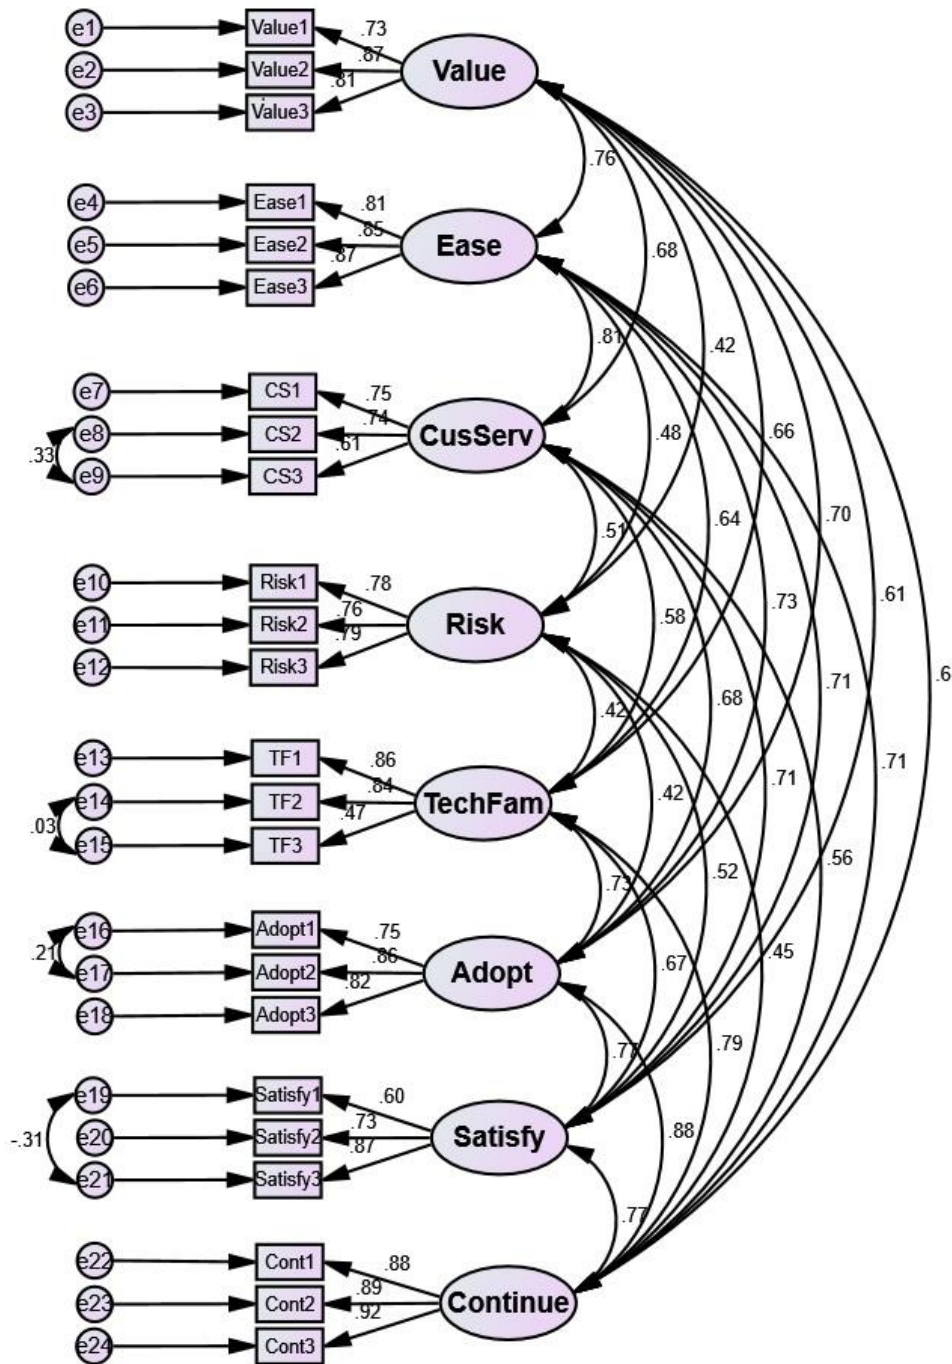 e1 Value1 .73
e2 Value2 .87 Value
e3 Value3 .81
.76
e4 Ease1 .81
e5 Ease2 .85 Ease .68
e6 Ease3 .87
.81 .42
e7 CS1 .75
e8 CS2 .74 CusServ .48 .66
.33
e9 CS3 .61
.51 .64 .70
e10 Risk1 .78
.61
e11 Risk2 .76 Risk .58 .73
e12 Risk3 .79
.42 .68 .71 .6
e13 TF1 .86
.71
e14 TF2 .84 TechFam .42 .71
.03
e15 TF3 .47
.73 .52 .56
e16 Adopt1 .75
.21
e17 Adopt2 .86 Adopt .67 .45
e18 Adopt3 .82
.77 .79
e19 Satisfy1 .60
-.31
e20 Satisfy2 .73 Satisfy .88
e21 Satisfy3 .87
.77
e22 Cont1 .88
e23 Cont2 .89 Continue
e24 Cont3 .92